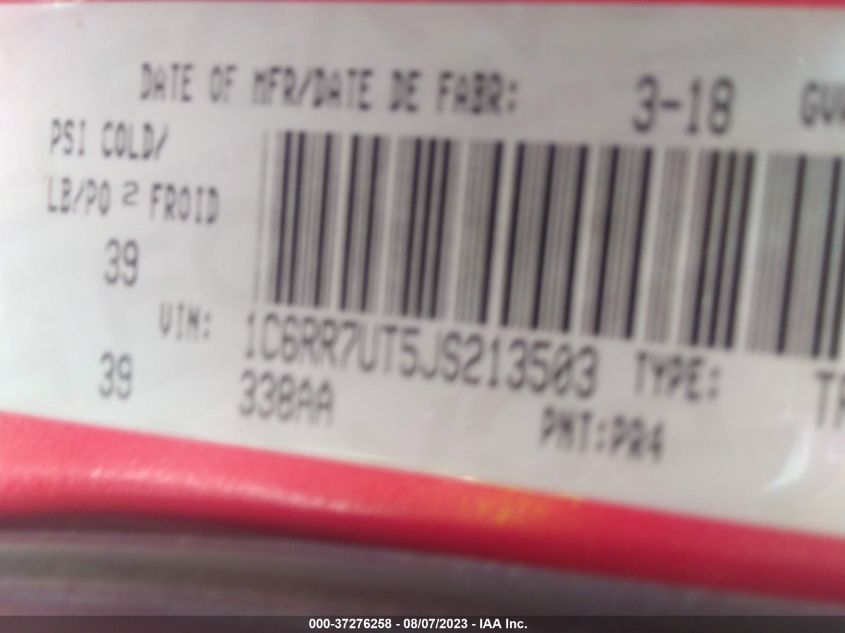 DATE OF MFR/DATE DE FABR: 3-18
PSI COLD/
LB/PO 2 FROID
39
VIN: 1C6RR7UT5JS213503 TYPE:
39 338AA PNT:PR4
000-37276258 - 08/07/2023 - IAA Inc.